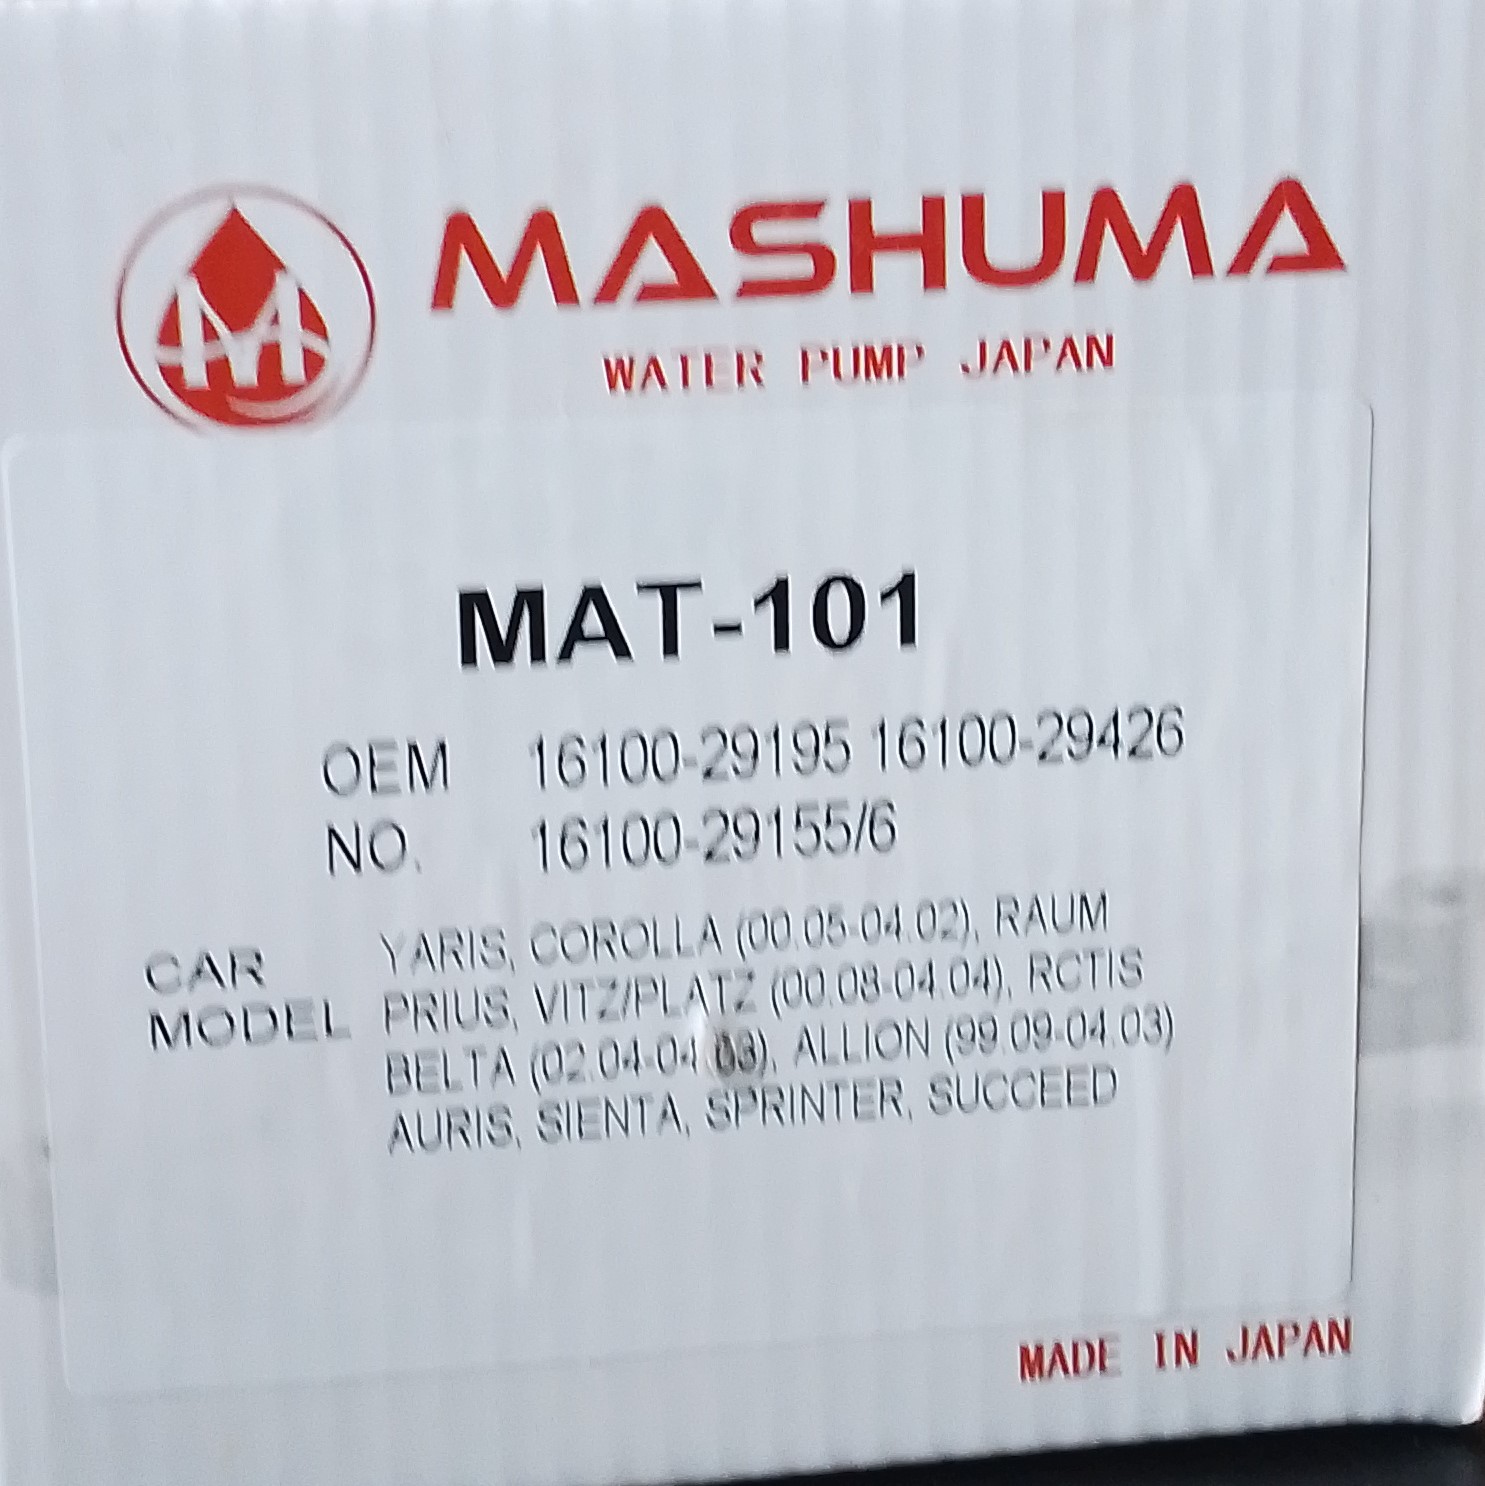 MASHUMA
WATER PUMP JAPAN
MAT-101
OEM 16100-29195 16100-29426
NO. 16100-29155/6
CAR YARIS, COROLLA (00.05-04.02), RAUM
MODEL PRIUS, VITZ/PLATZ (00.08-04.04), RCTIS
BELTA (02.04-04.03), ALLION (99.09-04.03)
AURIS, SIENTA, SPRINTER, SUCCEED
MADE IN JAPAN